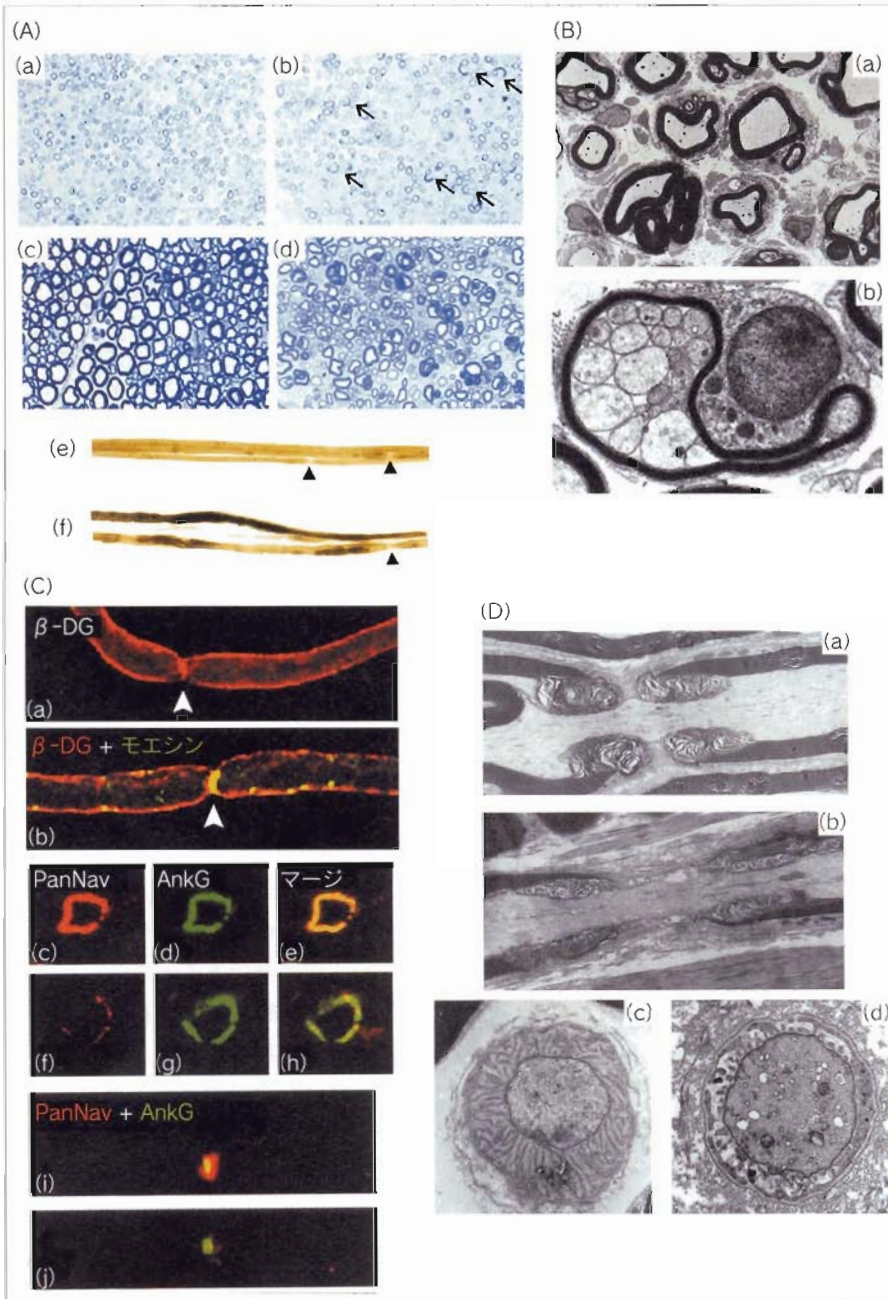 (A)
(a)
(b)
(c)
(d)
(e)
(f)
(B)
(a)
(b)
(C)
β-DG
(a)
β-DG + モエシン
(b)
PanNav
AnkG
マージ
(c)
(d)
(e)
(f)
(g)
(h)
PanNav + AnkG
(i)
(j)
(D)
(a)
(b)
(c)
(d)